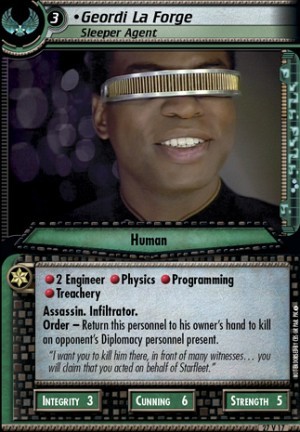 3
• Geordi La Forge
Sleeper Agent
Human
2 Engineer Physics Programming
Treachery
Assassin. Infiltrator.
Order – Return this personnel to his owner's hand to kill
an opponent's Diplomacy personnel present.
"I want you to kill him there, in front of many witnesses… you
will claim that you acted on behalf of Starfleet."
Integrity 3 Cunning 6 Strength 5